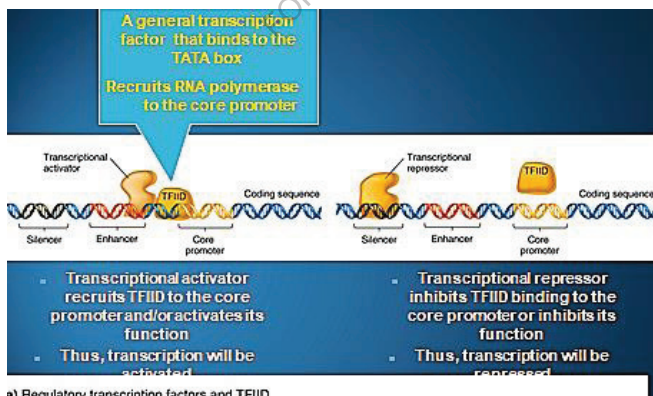 A general transcription
factor that binds to the
TATA box
Recruits RNA polymerase
to the core promoter
Transcriptional
activator
TFIID
Coding sequence
Silencer
Enhancer
Core
promoter
Transcriptional
repressor
TFIID
Coding sequence
Silencer
Enhancer
Core
promoter
Transcriptional activator
recruits TFIID to the core
promoter and/or activates its
function
Thus, transcription will be
activated
Transcriptional repressor
inhibits TFIID binding to the
core promoter or inhibits its
function
Thus, transcription will be
repressed
a) Regulatory transcription factors and TFIID